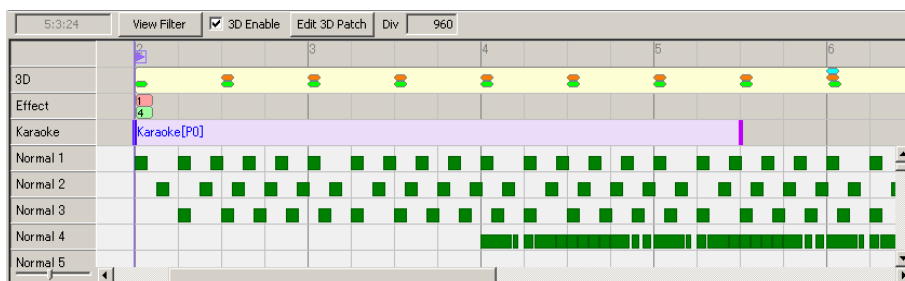 5:3:24 View Filter 3D Enable Edit 3D Patch Div 960
2 3 4 5 6
3D
Effect 1
4
Karaoke Karaoke[P0]
Normal 1
Normal 2
Normal 3
Normal 4
Normal 5